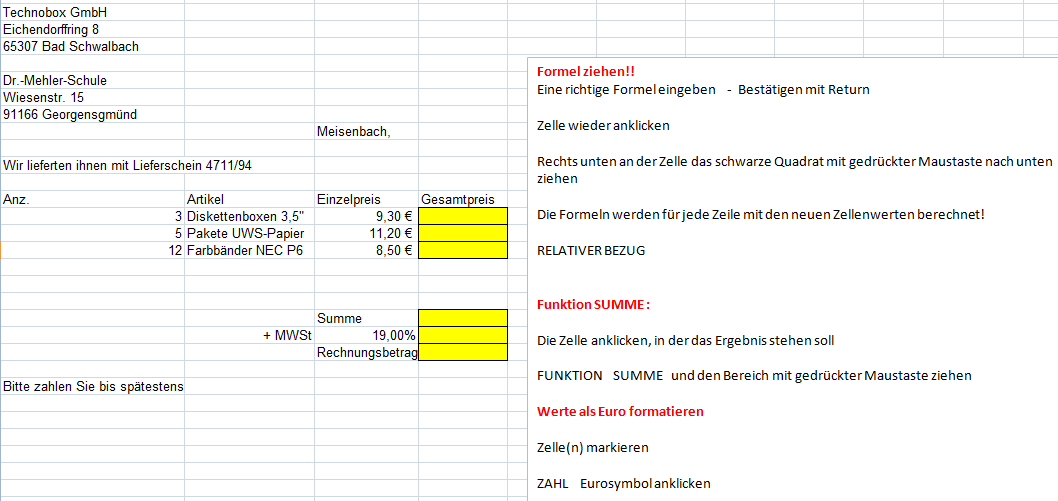 Technobox GmbH
Eichendorffring 8
65307 Bad Schwalbach
Dr.-Mehler-Schule
Wiesenstr. 15
91166 Georgensgmünd
Meisenbach,
Wir lieferten ihnen mit Lieferschein 4711/94
Anz. Artikel Einzelpreis Gesamtpreis
3 Diskettenboxen 3,5" 9,30 €
5 Pakete UWS-Papier 11,20 €
12 Farbbänder NEC P6 8,50 €
Summe
+ MWSt 19,00%
Rechnungsbetrag
Bitte zahlen Sie bis spätestens
Formel ziehen!!
Eine richtige Formel eingeben - Bestätigen mit Return
Zelle wieder anklicken
Rechts unten an der Zelle das schwarze Quadrat mit gedrückter Maustaste nach unten
ziehen
Die Formeln werden für jede Zeile mit den neuen Zellenwerten berechnet!
RELATIVER BEZUG
Funktion SUMME :
Die Zelle anklicken, in der das Ergebnis stehen soll
FUNKTION SUMME und den Bereich mit gedrückter Maustaste ziehen
Werte als Euro formatieren
Zelle(n) markieren
ZAHL Eurosymbol anklicken